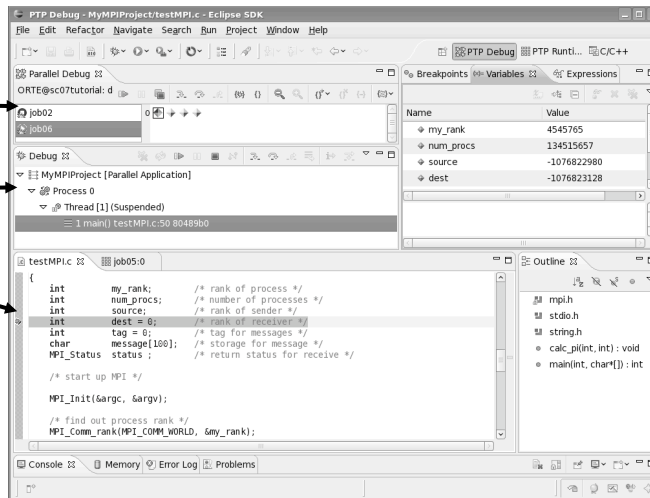 PTP Debug - MyMPIProject/testMPI.c - Eclipse SDK
File Edit Refactor Navigate Search Run Project Window Help
PTP Debug PTP Runti... C/C++
Parallel Debug
Breakpoints Variables Expressions
ORTE@sc07tutorial: d
job02
job06
0
Name Value
my_rank 4545765
num_procs 134515657
source -1076822980
dest -1076823128
Debug
MyMPIProject [Parallel Application]
Process 0
Thread [1] (Suspended)
1 main() testMPI.c:50 80489b0
testMPI.c job05:0
Outline
{
int my_rank; /* rank of process */
int num_procs; /* number of processes */
int source; /* rank of sender */
int dest = 0; /* rank of receiver */
int tag = 0; /* tag for messages */
char message[100]; /* storage for message */
MPI_Status status ; /* return status for receive */
/* start up MPI */
MPI_Init(&argc, &argv);
/* find out process rank */
MPI_Comm_rank(MPI_COMM_WORLD, &my_rank);
mpi.h
stdio.h
string.h
calc_pi(int, int) : void
main(int, char*[]) : int
Console Memory Error Log Problems